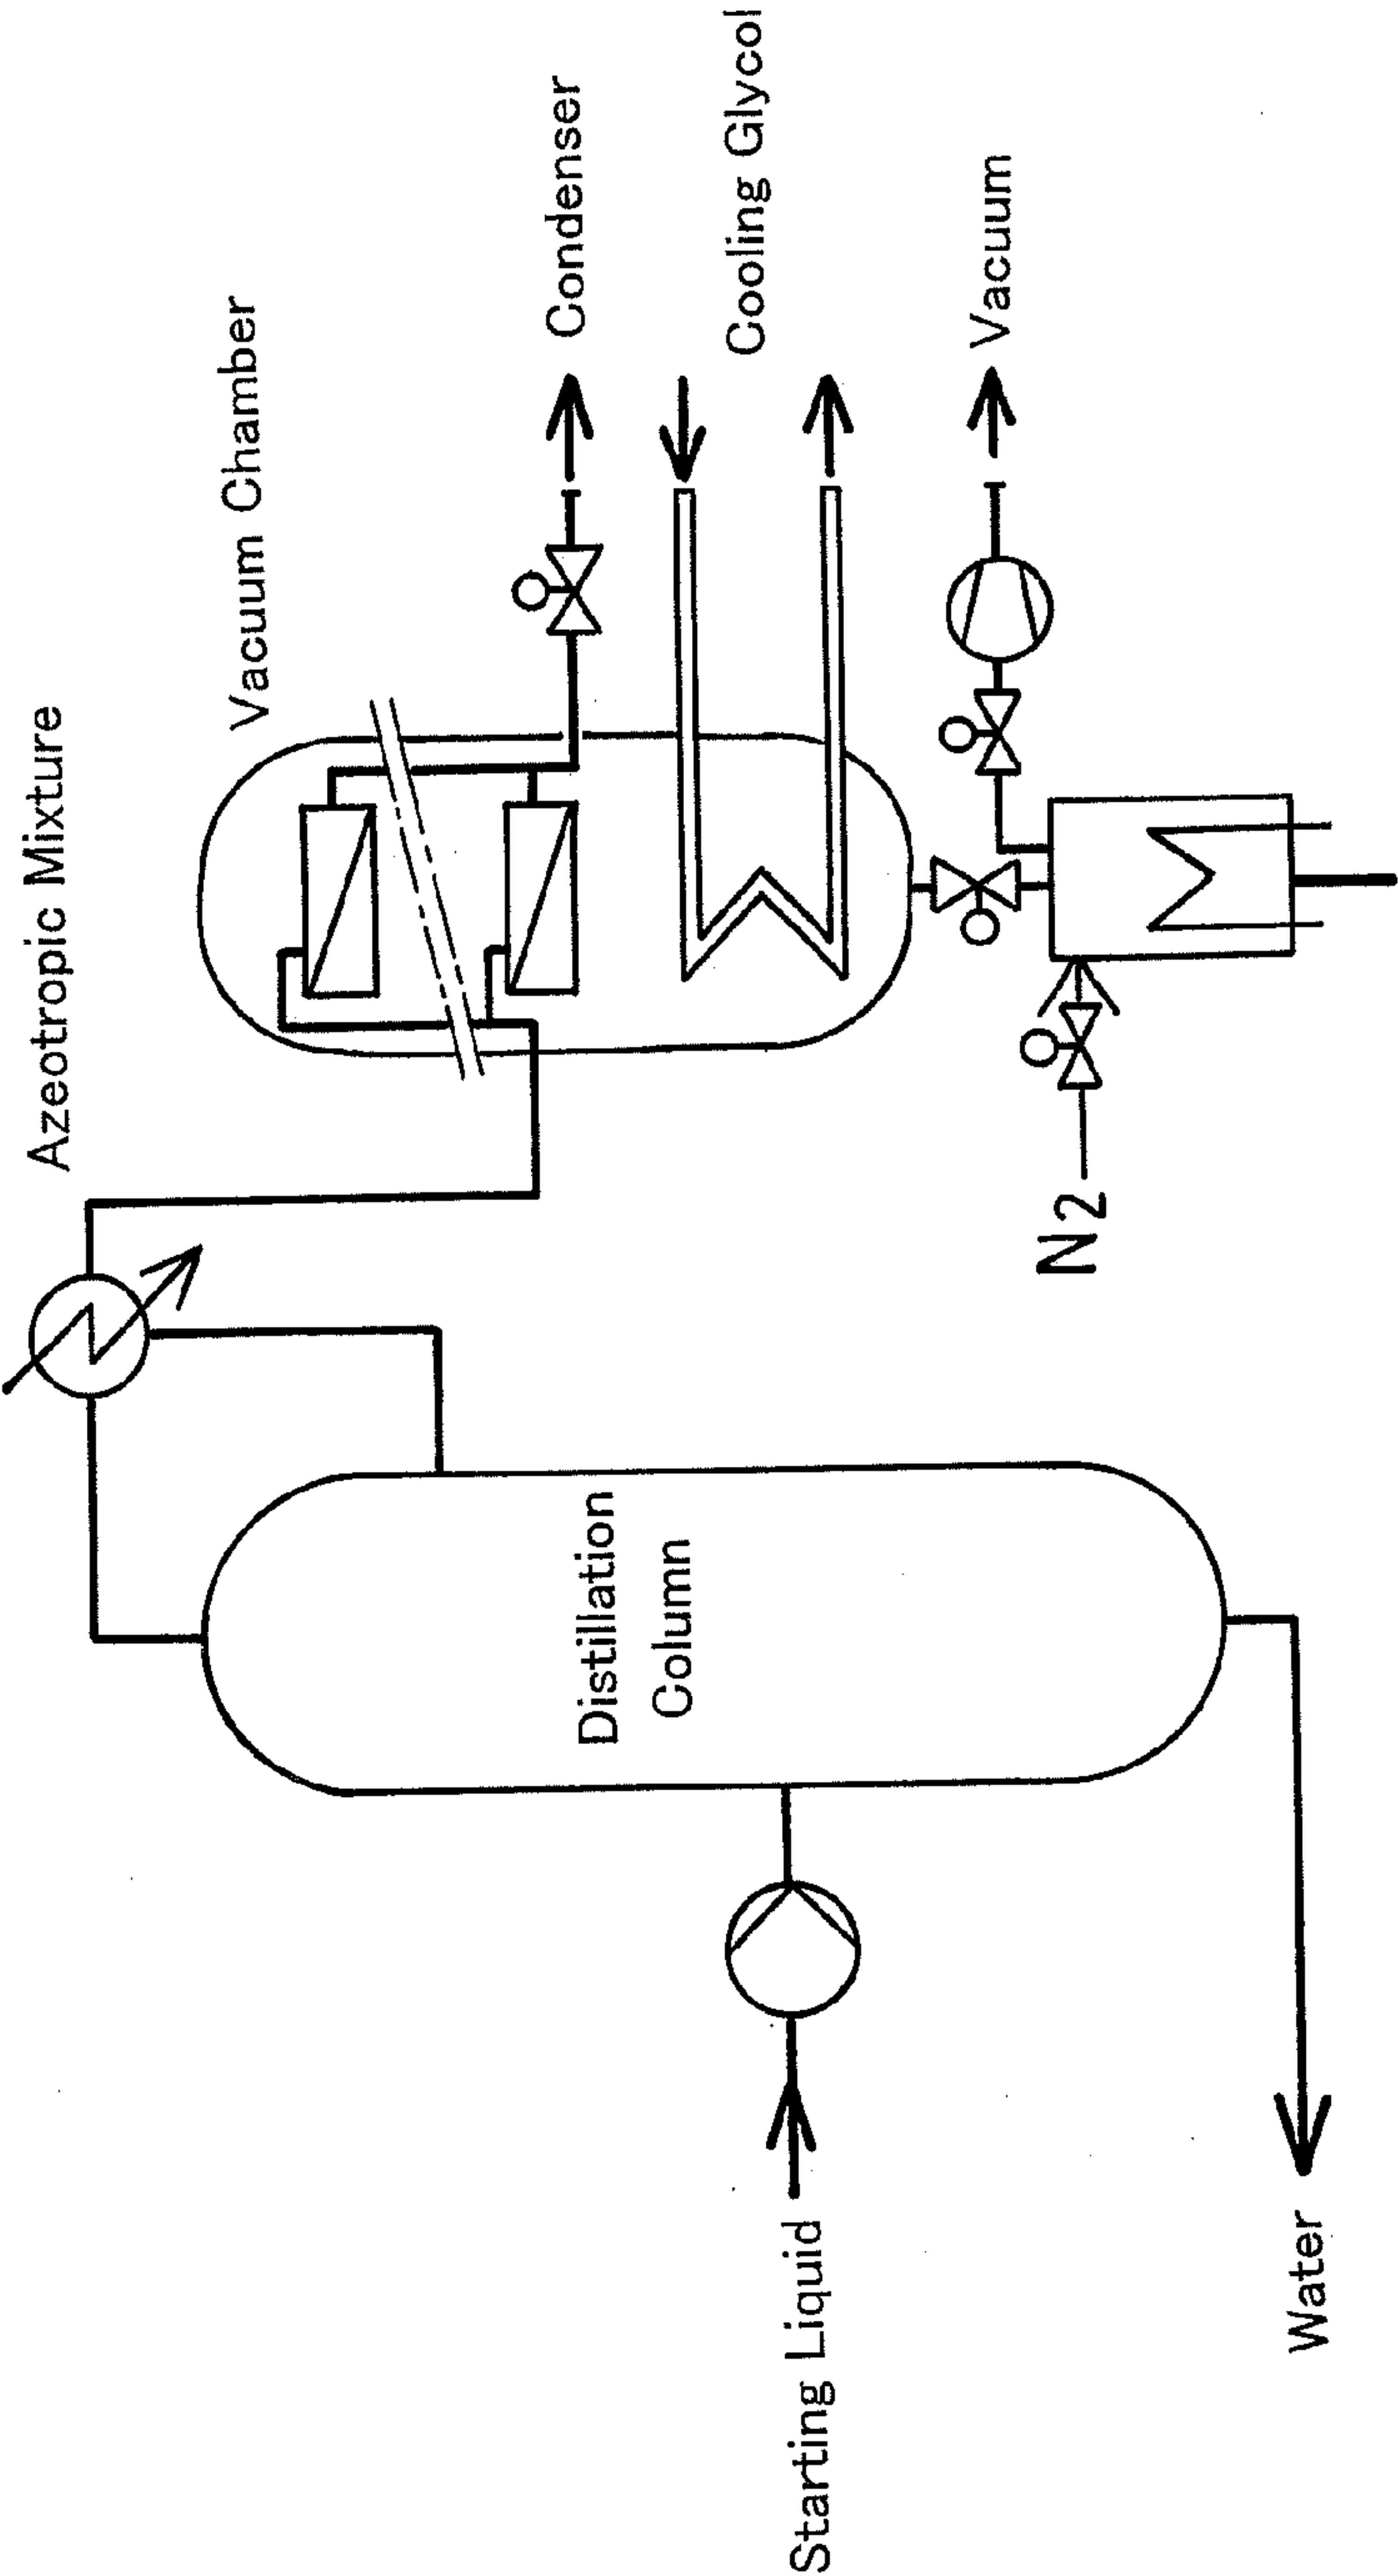 Azeotropic Mixture
Vacuum Chamber
Condenser
Cooling Glycol
Vacuum
N2
Distillation
Column
Starting Liquid
Water